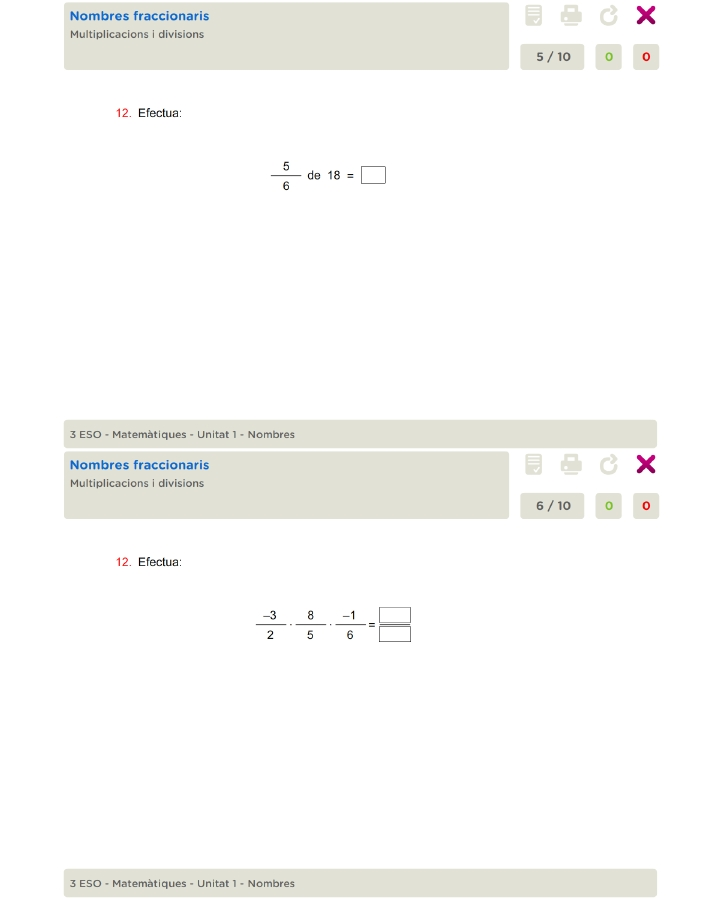 Nombres fraccionaris
Multiplicacions i divisions
5 / 10 0 0
12. Efectua:
5
6
de 18 =
3 ESO - Matemàtiques - Unitat 1 - Nombres
Nombres fraccionaris
Multiplicacions i divisions
6 / 10 0 0
12. Efectua:
–3 8 –1
· · =
2 5 6
3 ESO - Matemàtiques - Unitat 1 - Nombres